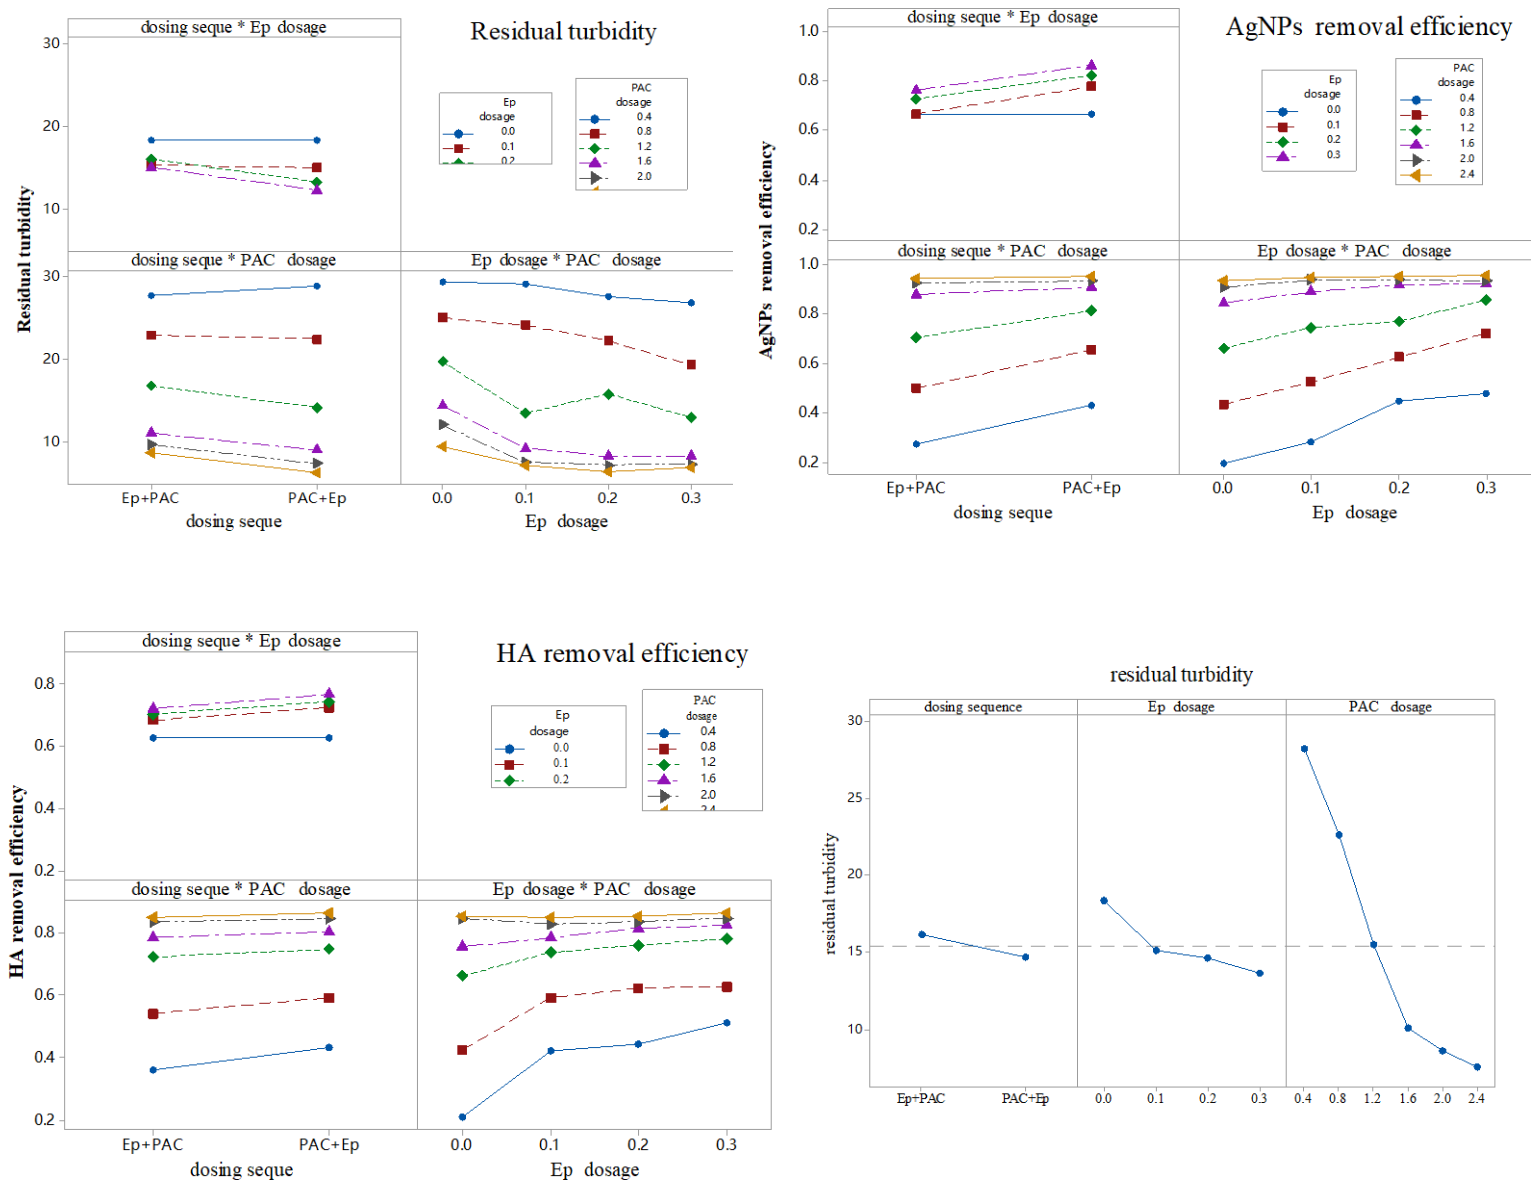 dosing seque * Ep dosage
Residual turbidity
30
20
10
Ep
dosage
0.0
0.1
0.2
PAC
dosage
0.4
0.8
1.2
1.6
2.0
Residual turbidity
dosing seque * PAC dosage
Ep dosage * PAC dosage
30
20
10
Ep+PAC
PAC+Ep
0.0
0.1
0.2
0.3
dosing seque
Ep dosage
dosing seque * Ep dosage
AgNPs removal efficiency
1.0
0.8
0.6
0.4
0.2
Ep
dosage
0.0
0.1
0.2
0.3
PAC
dosage
0.4
0.8
1.2
1.6
2.0
2.4
AgNPs removal efficiency
dosing seque * PAC dosage
Ep dosage * PAC dosage
1.0
0.8
0.6
0.4
0.2
Ep+PAC
PAC+Ep
0.0
0.1
0.2
0.3
dosing seque
Ep dosage
dosing seque * Ep dosage
HA removal efficiency
0.8
0.6
0.4
0.2
Ep
dosage
0.0
0.1
0.2
PAC
dosage
0.4
0.8
1.2
1.6
2.0
2.4
HA removal efficiency
dosing seque * PAC dosage
Ep dosage * PAC dosage
0.8
0.6
0.4
0.2
Ep+PAC
PAC+Ep
0.0
0.1
0.2
0.3
dosing seque
Ep dosage
residual turbidity
dosing sequence
Ep dosage
PAC dosage
residual turbidity
30
25
20
15
10
Ep+PAC
PAC+Ep
0.0
0.1
0.2
0.3
0.4
0.8
1.2
1.6
2.0
2.4